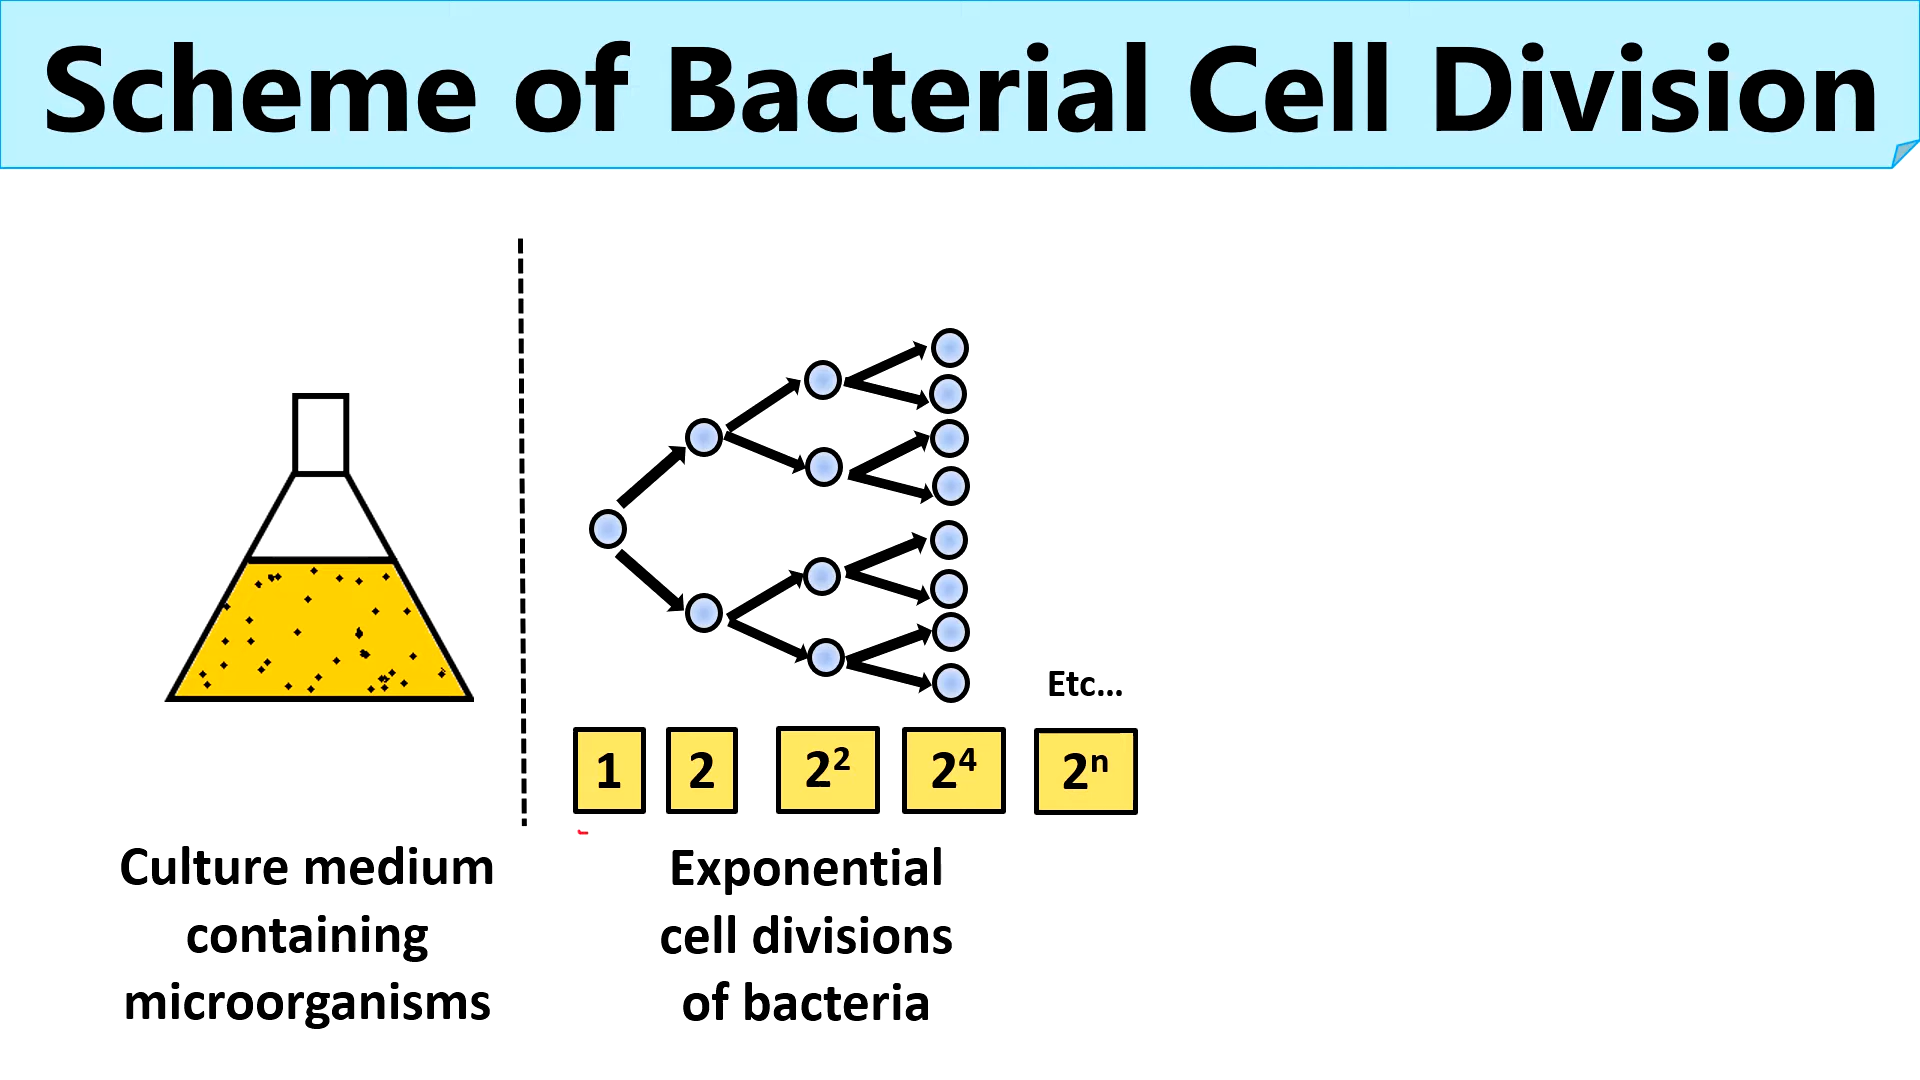 Scheme of Bacterial Cell Division
Etc...
1 2 2² 2⁴ 2ⁿ
Culture medium
containing
microorganisms
Exponential
cell divisions
of bacteria